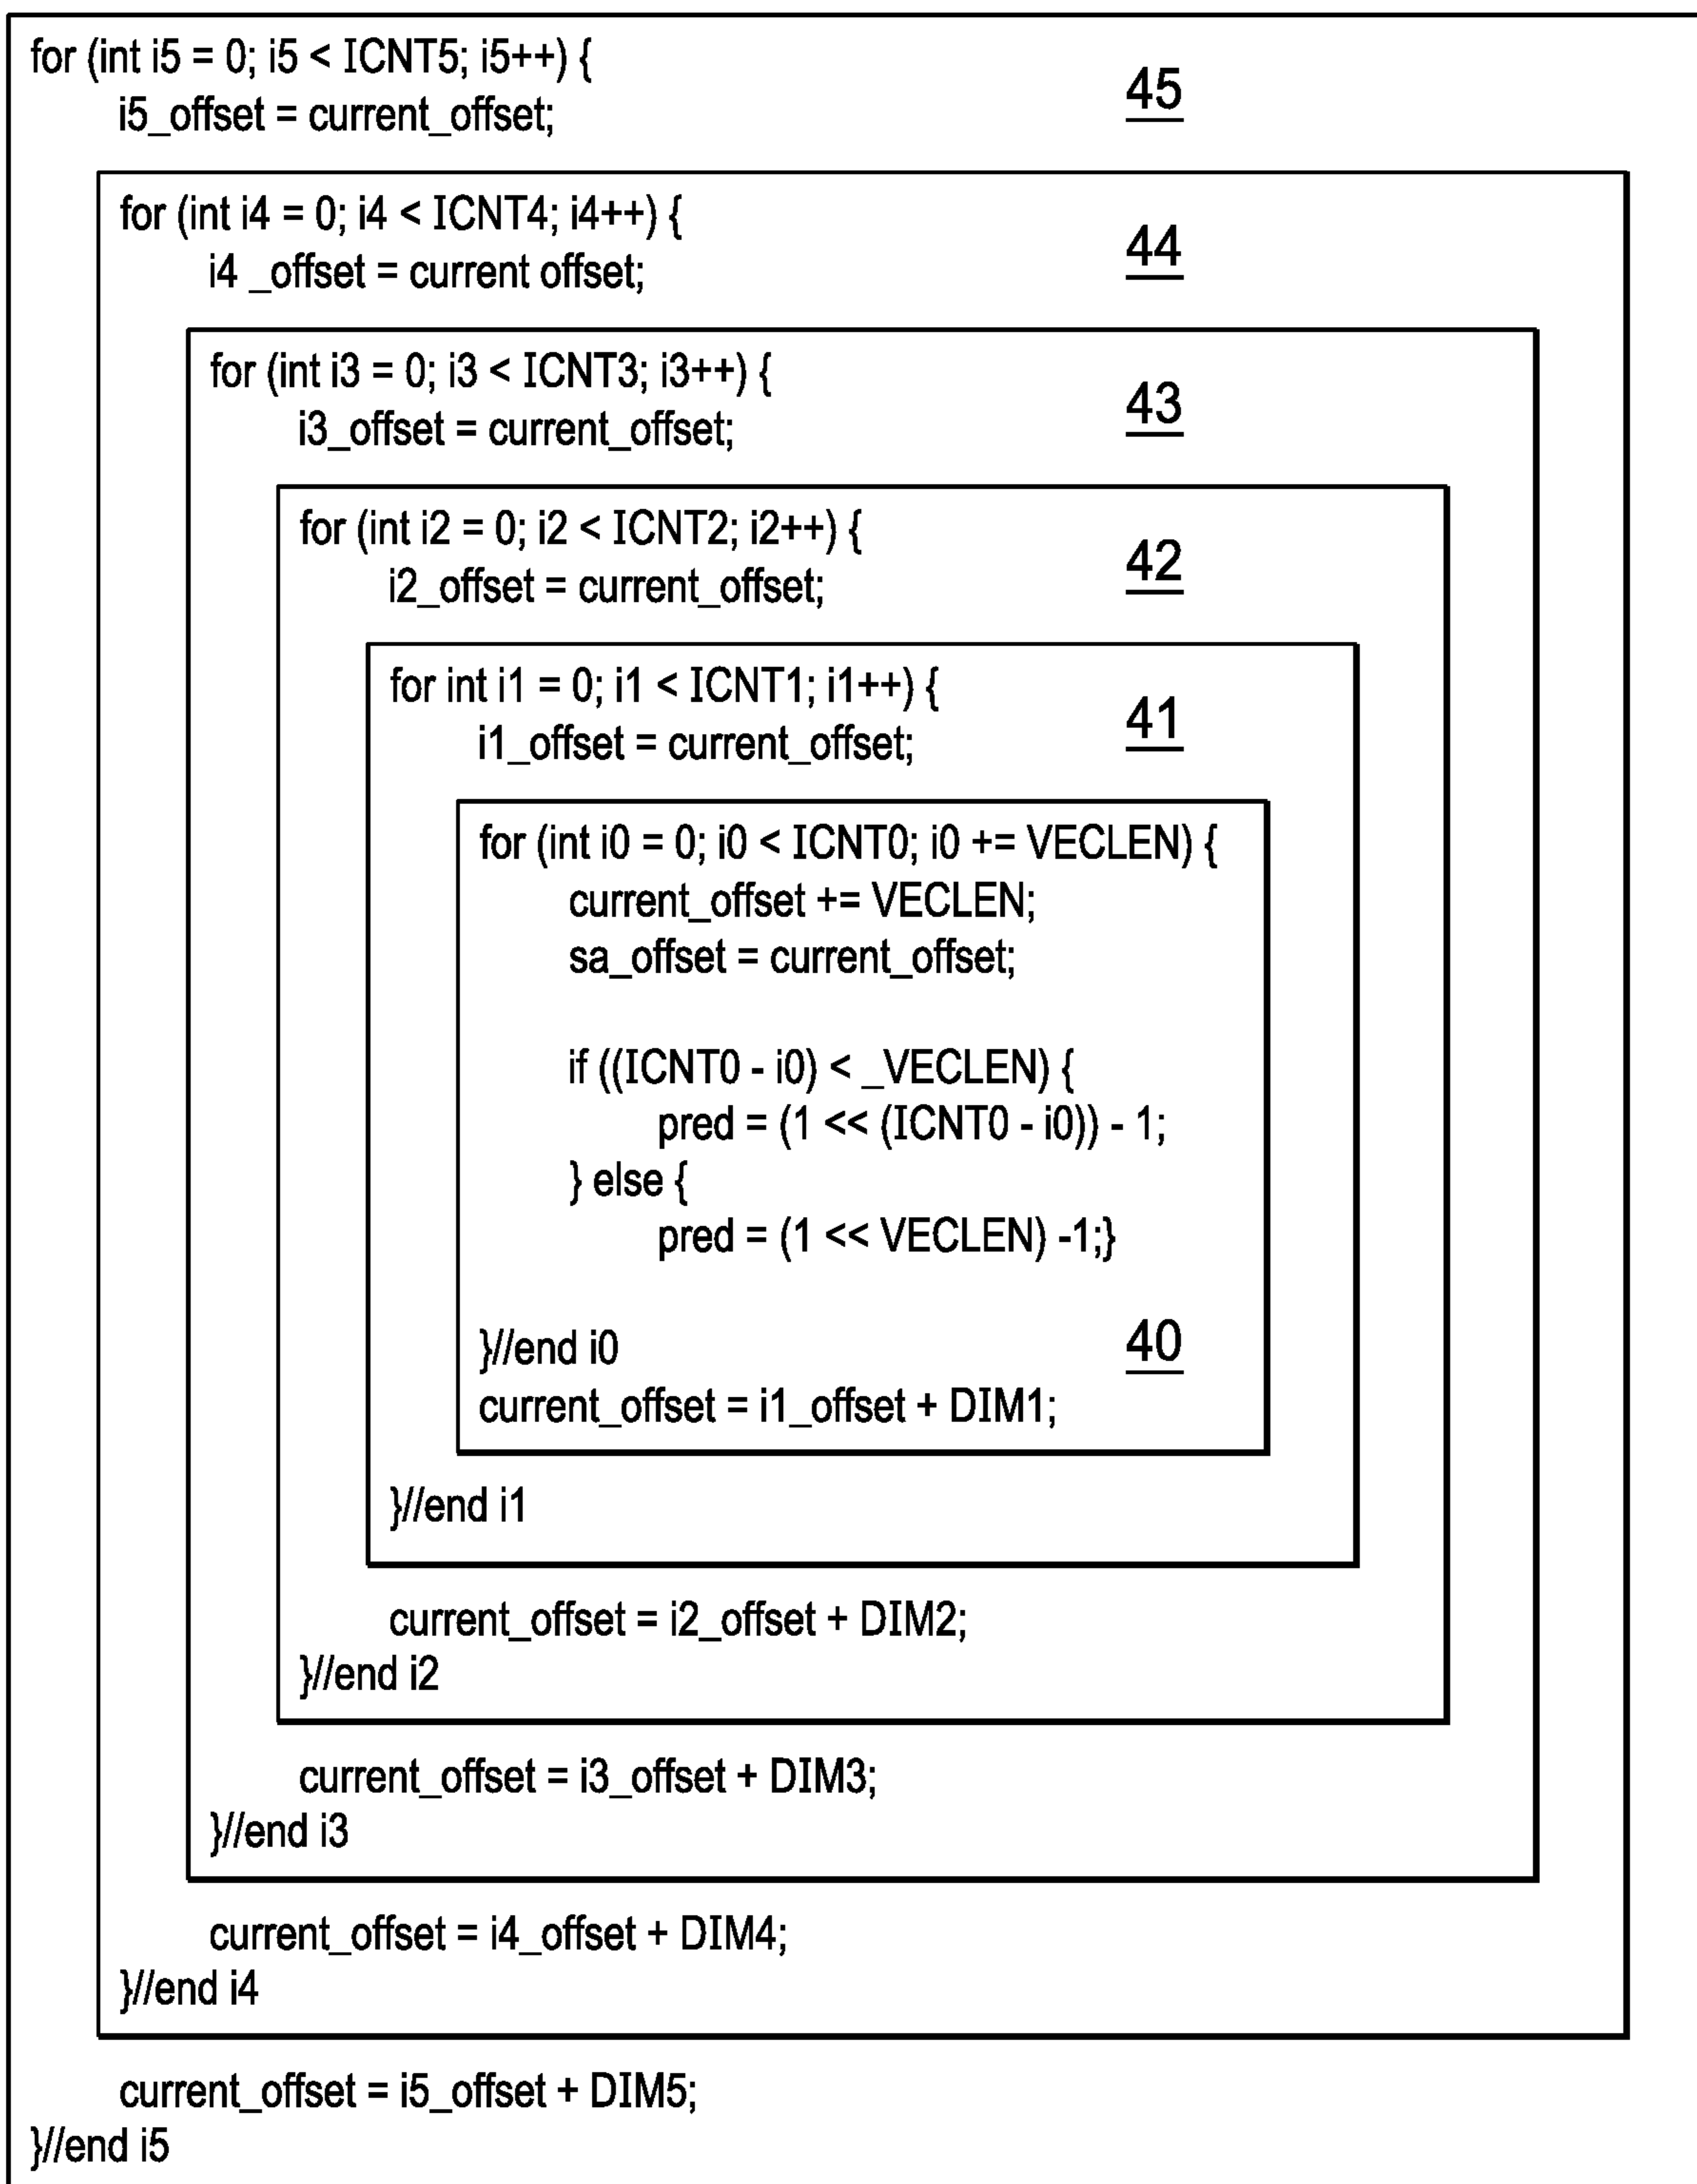 for (int i5 = 0; i5 < ICNT5; i5++) {
i5_offset = current_offset;
45
for (int i4 = 0; i4 < ICNT4; i4++) {
i4 _offset = current offset;
44
for (int i3 = 0; i3 < ICNT3; i3++) {
i3_offset = current_offset;
43
for (int i2 = 0; i2 < ICNT2; i2++) {
i2_offset = current_offset;
42
for int i1 = 0; i1 < ICNT1; i1++) {
i1_offset = current_offset;
41
for (int i0 = 0; i0 < ICNT0; i0 += VECLEN) {
current_offset += VECLEN;
sa_offset = current_offset;
if ((ICNT0 - i0) < _VECLEN) {
pred = (1 << (ICNT0 - i0)) - 1;
} else {
pred = (1 << VECLEN) -1;}
}//end i0
40
current_offset = i1_offset + DIM1;
}//end i1
current_offset = i2_offset + DIM2;
}//end i2
current_offset = i3_offset + DIM3;
}//end i3
current_offset = i4_offset + DIM4;
}//end i4
current_offset = i5_offset + DIM5;
}//end i5